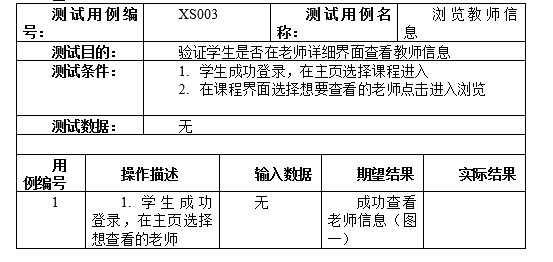 测试用例编号： XS003 测试用例名称： 浏览教师信息
测试目的： 验证学生是否在老师详细界面查看教师信息
测试条件： 1. 学生成功登录，在主页选择课程进入
2. 在课程界面选择想要查看的老师点击进入浏览
测试数据： 无
用例编号 操作描述 输入数据 期望结果 实际结果
1 1. 学生成功登录，在主页选择想查看的老师 无 成功查看老师信息（图一）